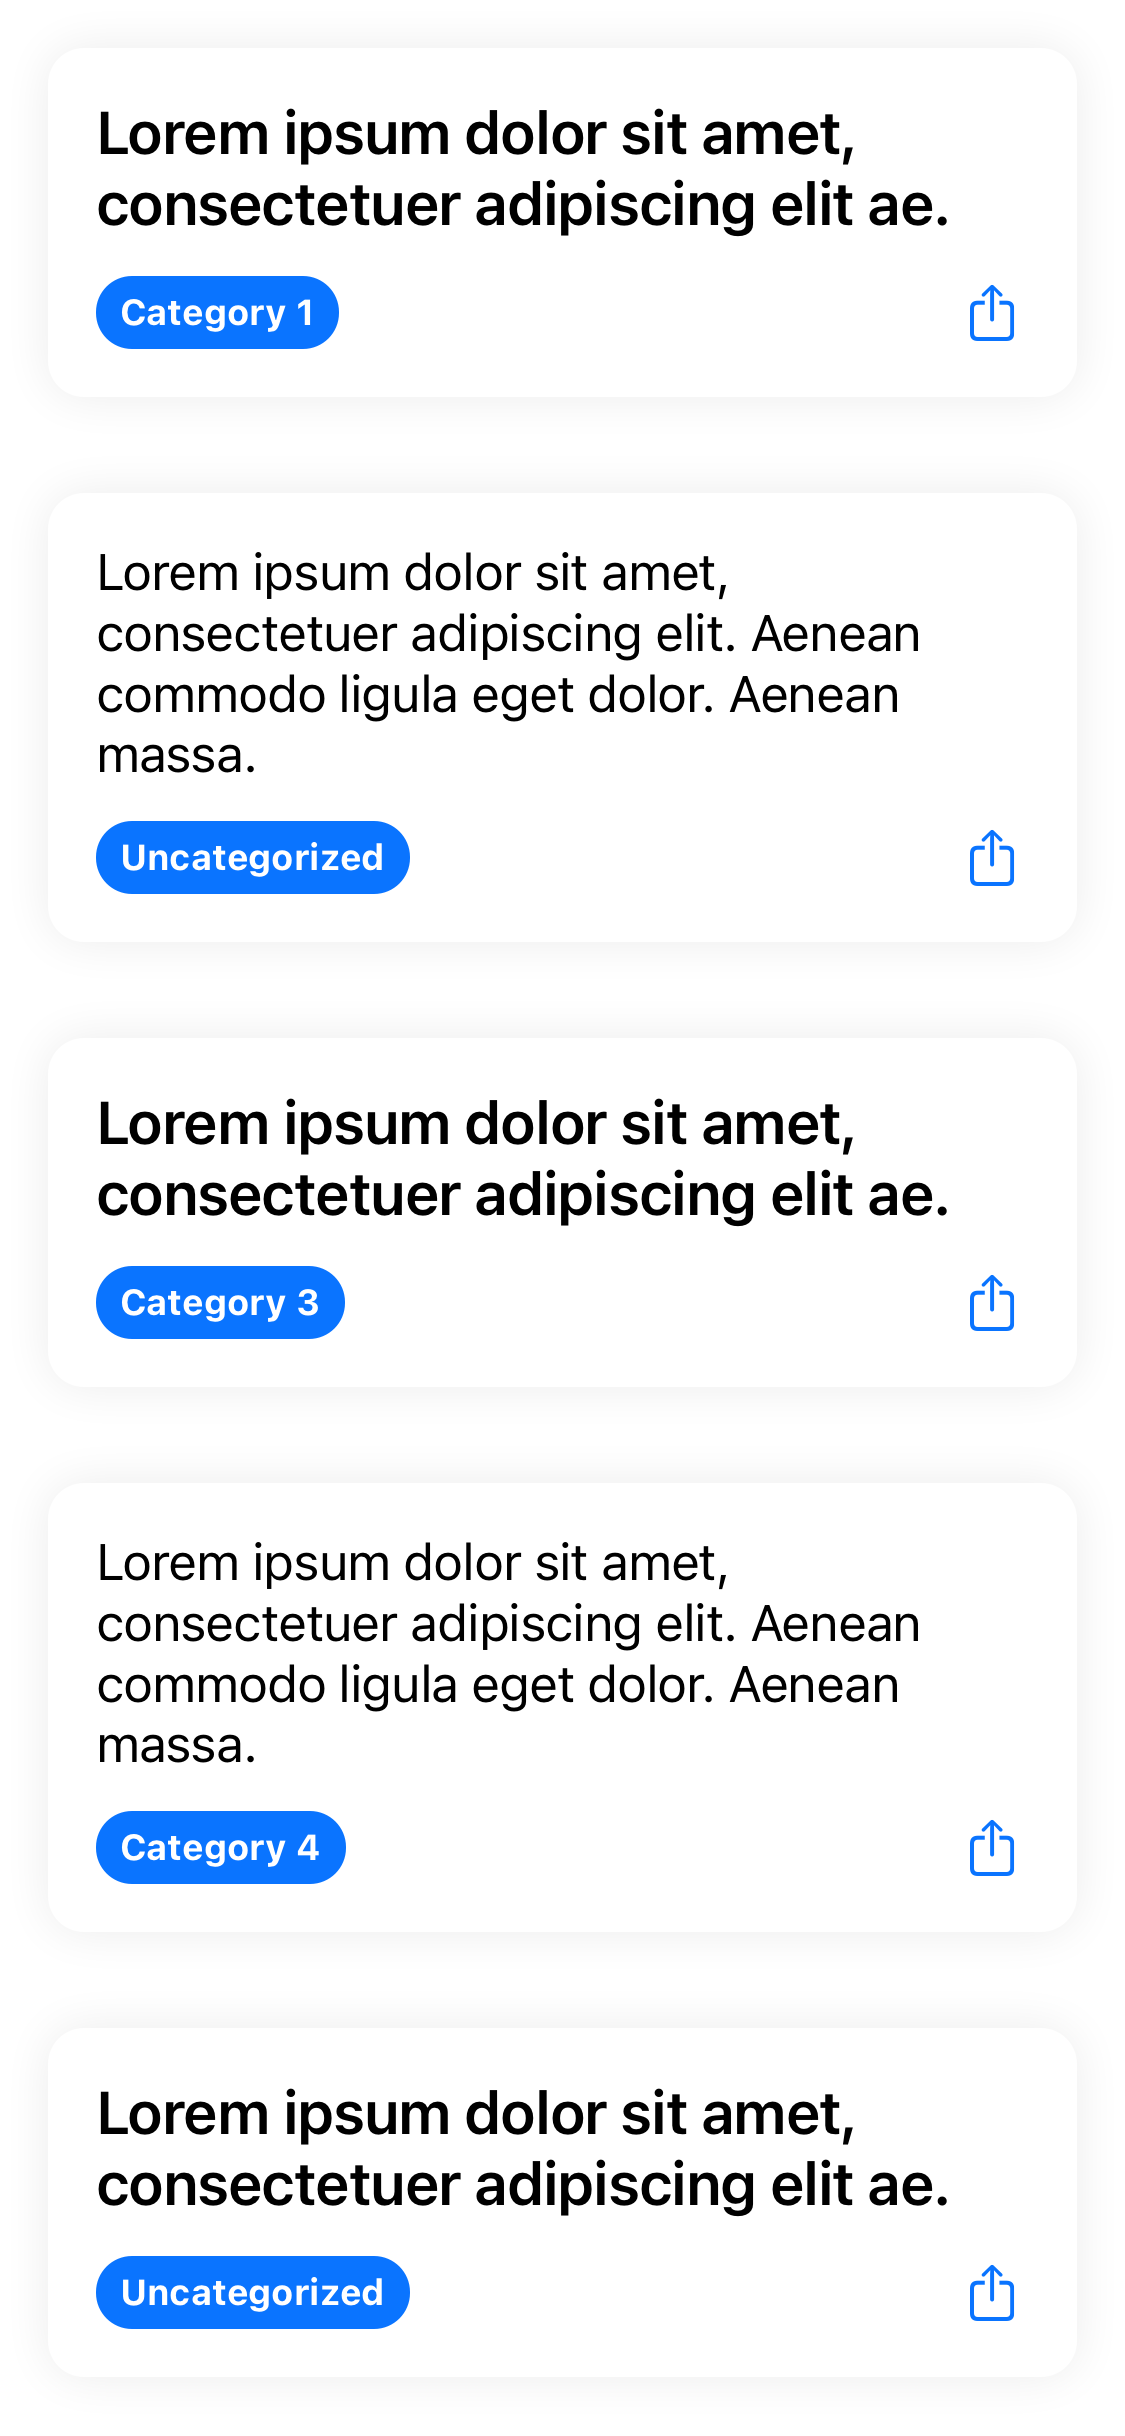 Lorem ipsum dolor sit amet,
consectetuer adipiscing elit ae.
Category 1
Lorem ipsum dolor sit amet,
consectetuer adipiscing elit. Aenean
commodo ligula eget dolor. Aenean
massa.
Uncategorized
Lorem ipsum dolor sit amet,
consectetuer adipiscing elit ae.
Category 3
Lorem ipsum dolor sit amet,
consectetuer adipiscing elit. Aenean
commodo ligula eget dolor. Aenean
massa.
Category 4
Lorem ipsum dolor sit amet,
consectetuer adipiscing elit ae.
Uncategorized